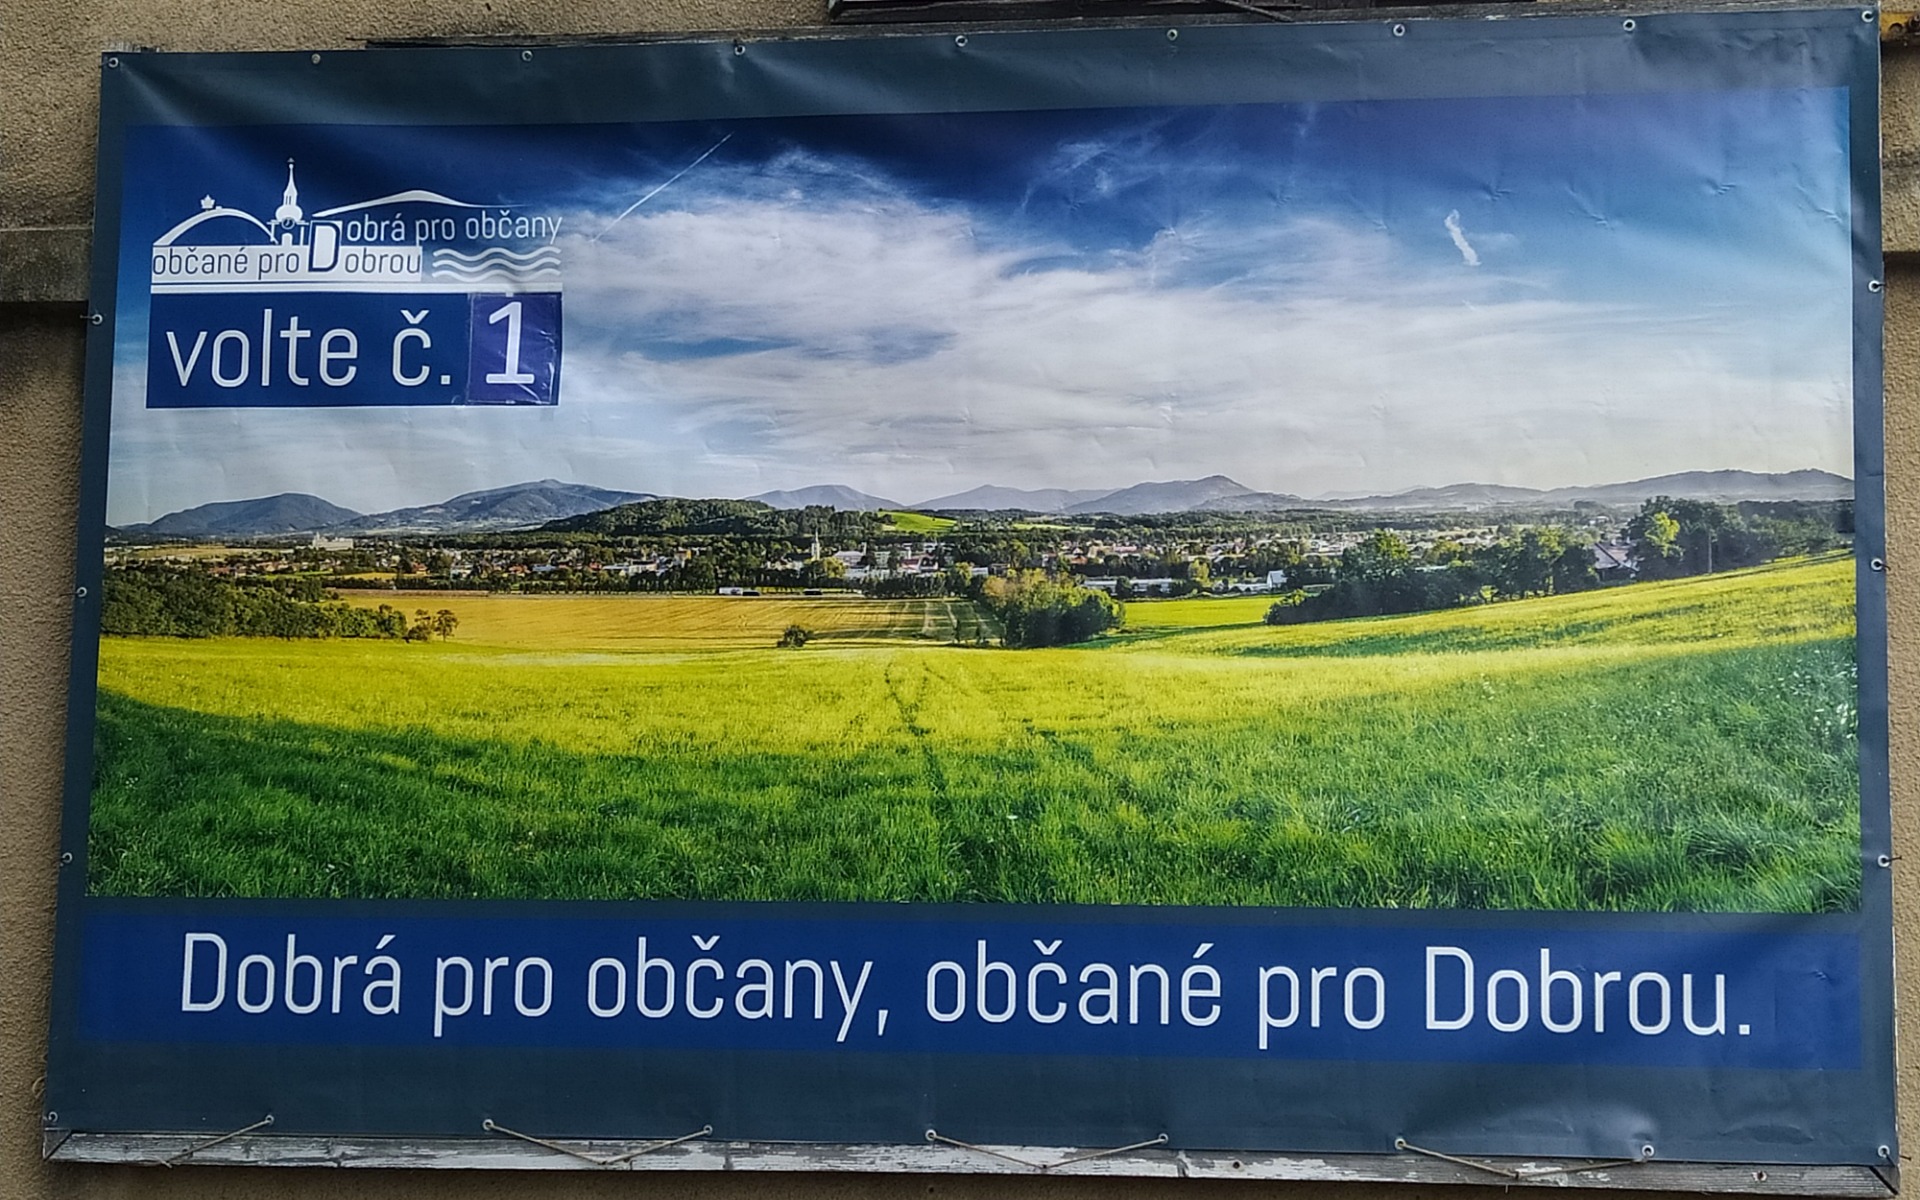 Dobrá pro občany
občané pro Dobrou
volte č. 1
Dobrá pro občany, občané pro Dobrou.